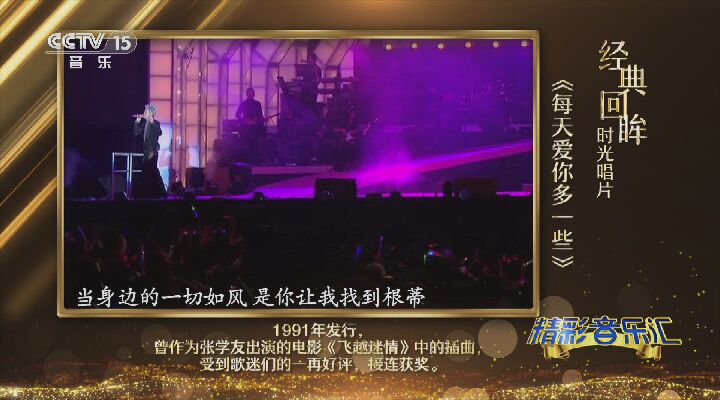 CCTV 15
音乐
经典回眸
时光唱片
《每天爱你多一些》
当身边的一切如风 是你让我找到根蒂
精彩音乐汇
1991年发行，
曾作为张学友出演的电影《飞越迷情》中的插曲，
受到歌迷们的一再好评，接连获奖。